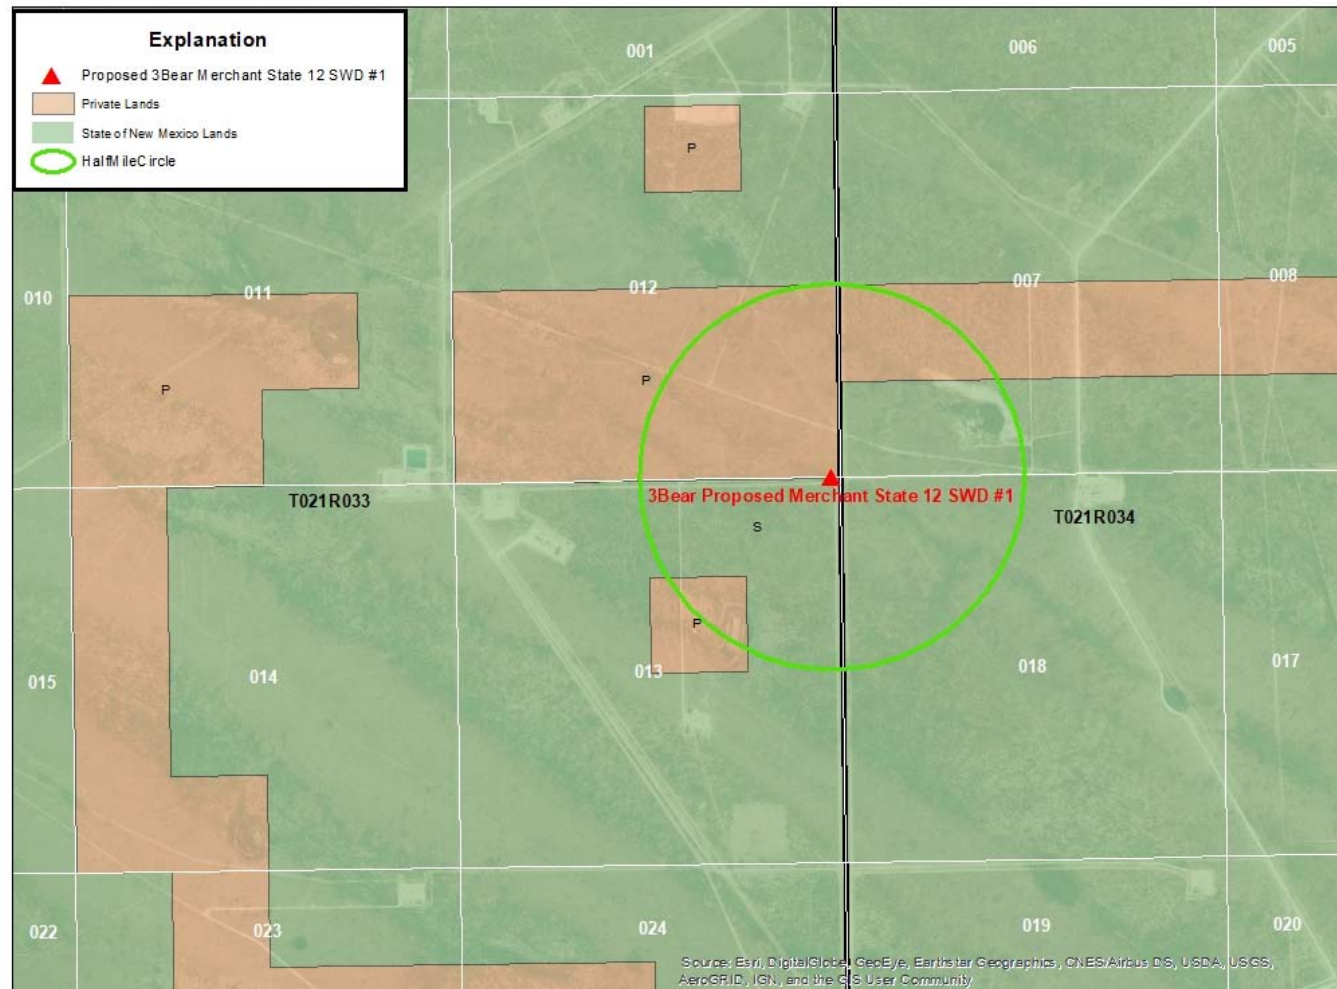 Explanation
Proposed 3Bear Merchant State 12 SWD #1
Private Lands
State of New Mexico Lands
HalfMileCircle
001
006
005
P
010
011
012
007
008
P
P
3Bear Proposed Merchant State 12 SWD #1
T021R033
T021R034
S
P
015
014
013
018
017
022
023
024
019
020
Source: Esri, DigitalGlobe, GeoEye, Earthstar Geographics, CNES/Airbus DS, USDA, USGS,
AeroGRID, IGN, and the GIS User Community